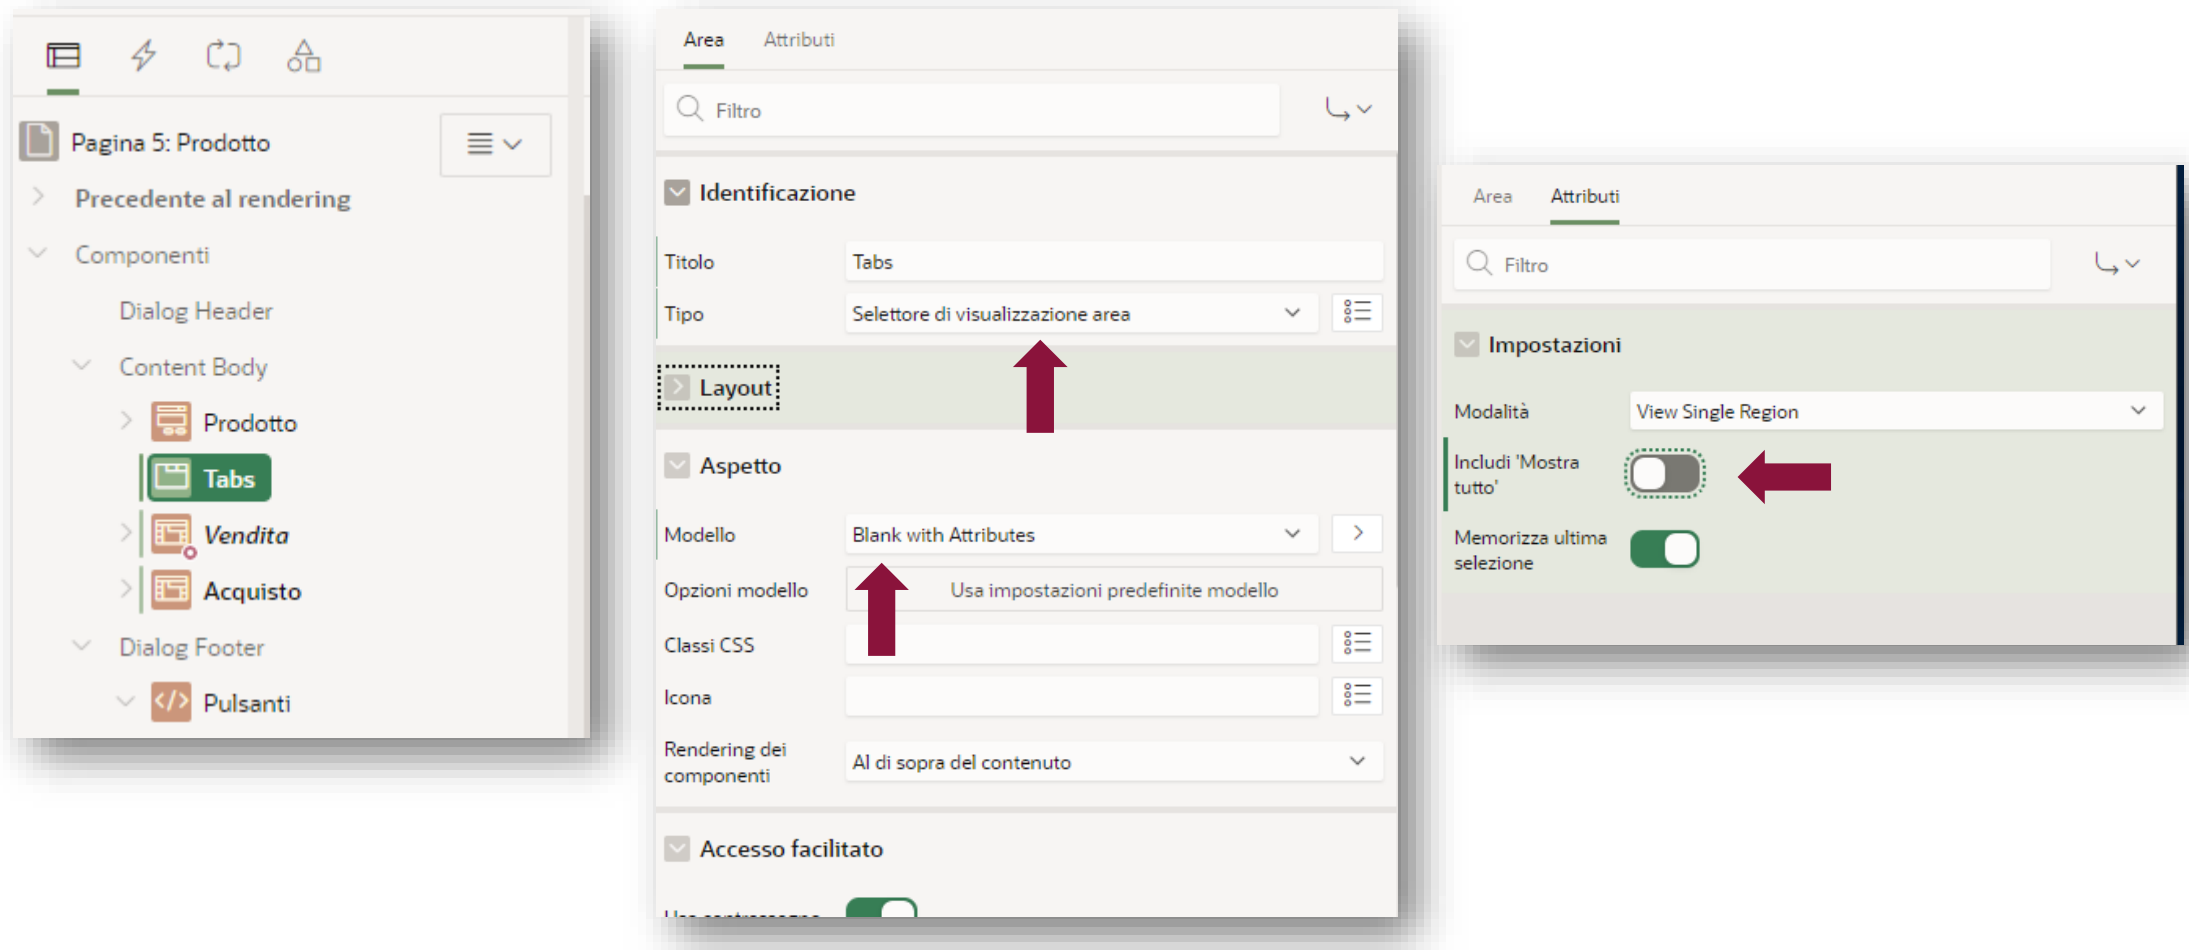 Pagina 5: Prodotto
Precedente al rendering
Componenti
Dialog Header
Content Body
Prodotto
Tabs
Vendita
Acquisto
Dialog Footer
</> Pulsanti
Area Attributi
Filtro
Identificazione
Titolo Tabs
Tipo Selettore di visualizzazione area
Layout
Aspetto
Modello Blank with Attributes
Opzioni modello Usa impostazioni predefinite modello
Classi CSS
Icona
Rendering dei
componenti Al di sopra del contenuto
Accesso facilitato
Area Attributi
Filtro
Impostazioni
Modalità View Single Region
Includi 'Mostra
tutto'
Memorizza ultima
selezione